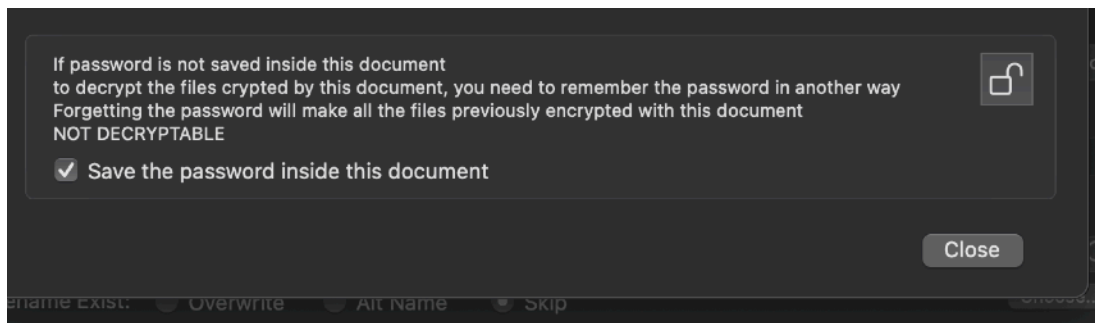 If password is not saved inside this document
to decrypt the files crypted by this document, you need to remember the password in another way
Forgetting the password will make all the files previously encrypted with this document
NOT DECRYPTABLE
Save the password inside this document
Close
Exist: Overwrite Alt Name Skip